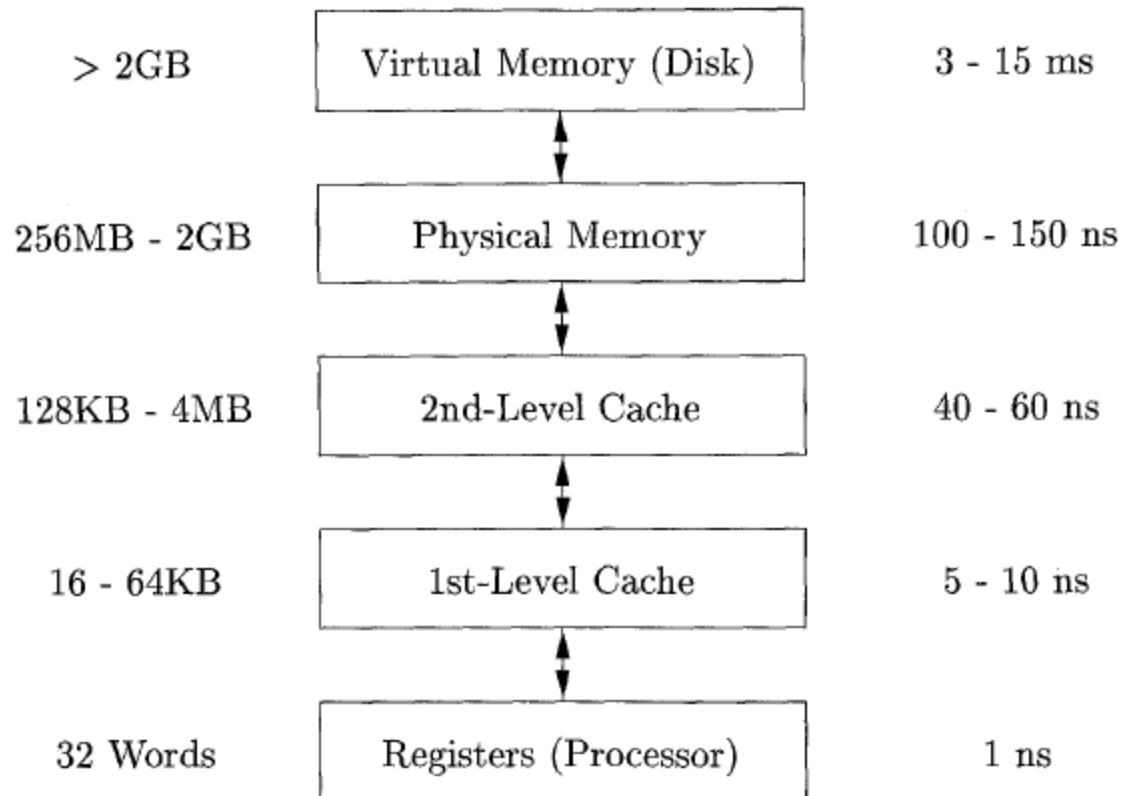 > 2GB Virtual Memory (Disk) 3 - 15 ms
256MB - 2GB Physical Memory 100 - 150 ns
128KB - 4MB 2nd-Level Cache 40 - 60 ns
16 - 64KB 1st-Level Cache 5 - 10 ns
32 Words Registers (Processor) 1 ns